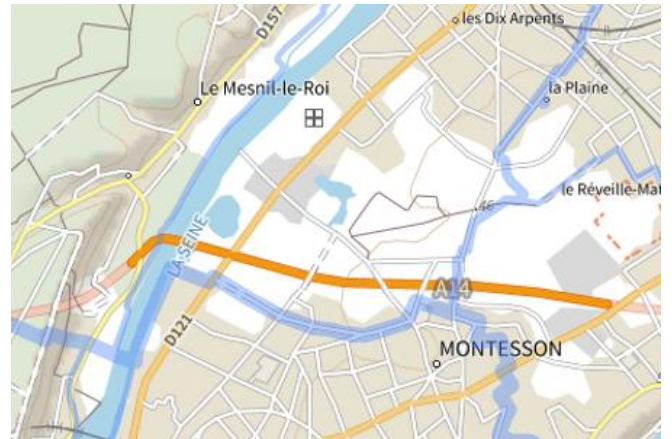 D157
les Dix Arpents
Le Mesnil-le-Roi
la Plaine
le Réveille-Mat
46
LA SEINE
A14
D121
MONTESSON